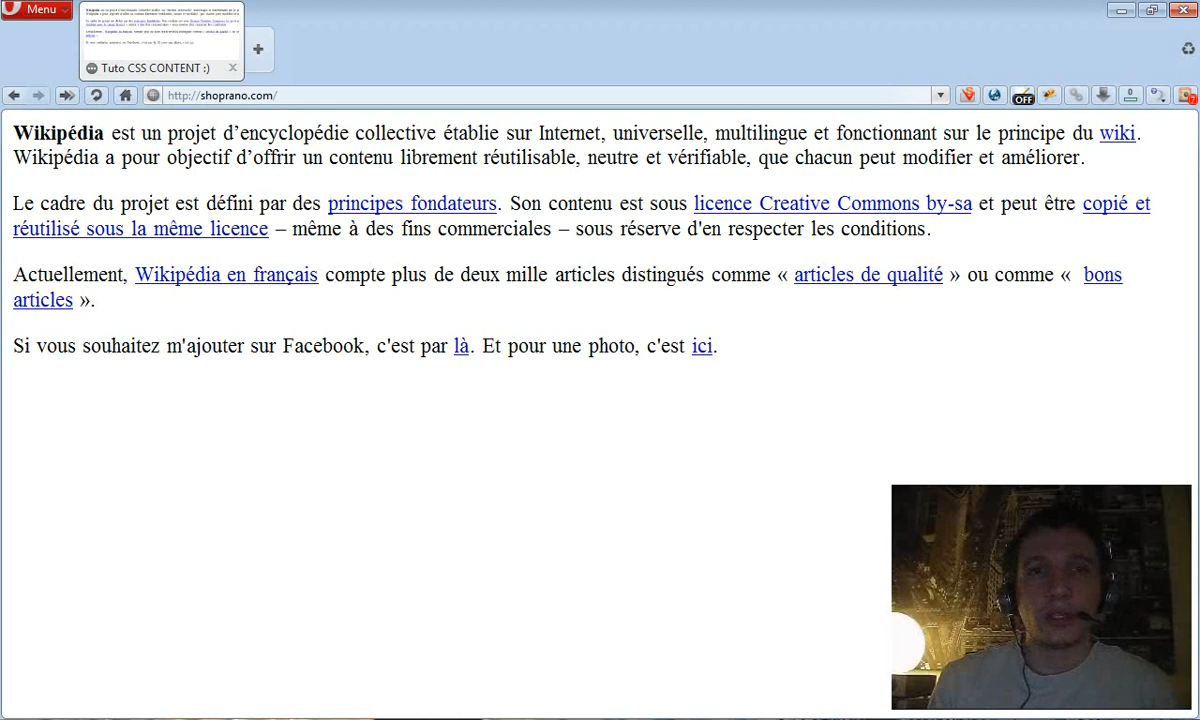 Menu
Tuto CSS CONTENT :)
http://shoprano.com/
OFF
0
Wikipédia est un projet d’encyclopédie collective établie sur Internet, universelle, multilingue et fonctionnant sur le principe du wiki.
Wikipédia a pour objectif d’offrir un contenu librement réutilisable, neutre et vérifiable, que chacun peut modifier et améliorer.
Le cadre du projet est défini par des principes fondateurs. Son contenu est sous licence Creative Commons by-sa et peut être copié et
réutilisé sous la même licence – même à des fins commerciales – sous réserve d'en respecter les conditions.
Actuellement, Wikipédia en français compte plus de deux mille articles distingués comme « articles de qualité » ou comme « bons
articles ».
Si vous souhaitez m'ajouter sur Facebook, c'est par là. Et pour une photo, c'est ici.